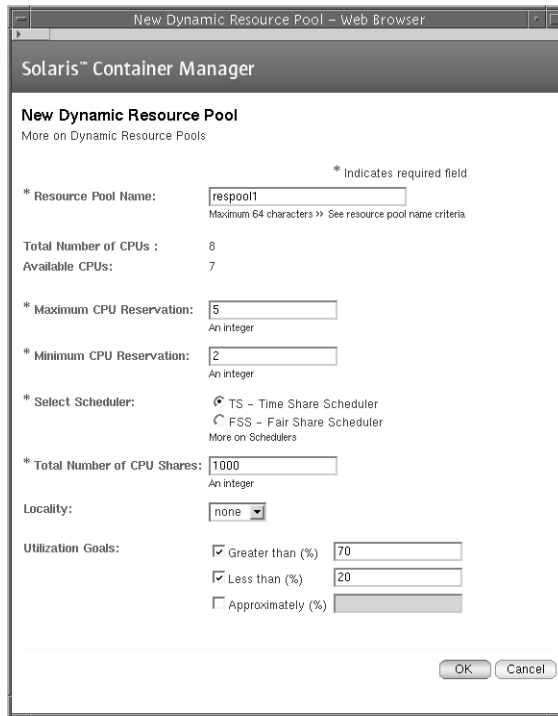 New Dynamic Resource Pool – Web Browser
Solaris™ Container Manager
New Dynamic Resource Pool
More on Dynamic Resource Pools
* Indicates required field
* Resource Pool Name: respool1
Maximum 64 characters >> See resource pool name criteria
Total Number of CPUs : 8
Available CPUs: 7
* Maximum CPU Reservation: 5
An integer
* Minimum CPU Reservation: 2
An integer
* Select Scheduler: TS – Time Share Scheduler
FSS – Fair Share Scheduler
More on Schedulers
* Total Number of CPU Shares: 1000
An integer
Locality: none
Utilization Goals: Greater than (%) 70
Less than (%) 20
Approximately (%)
OK Cancel